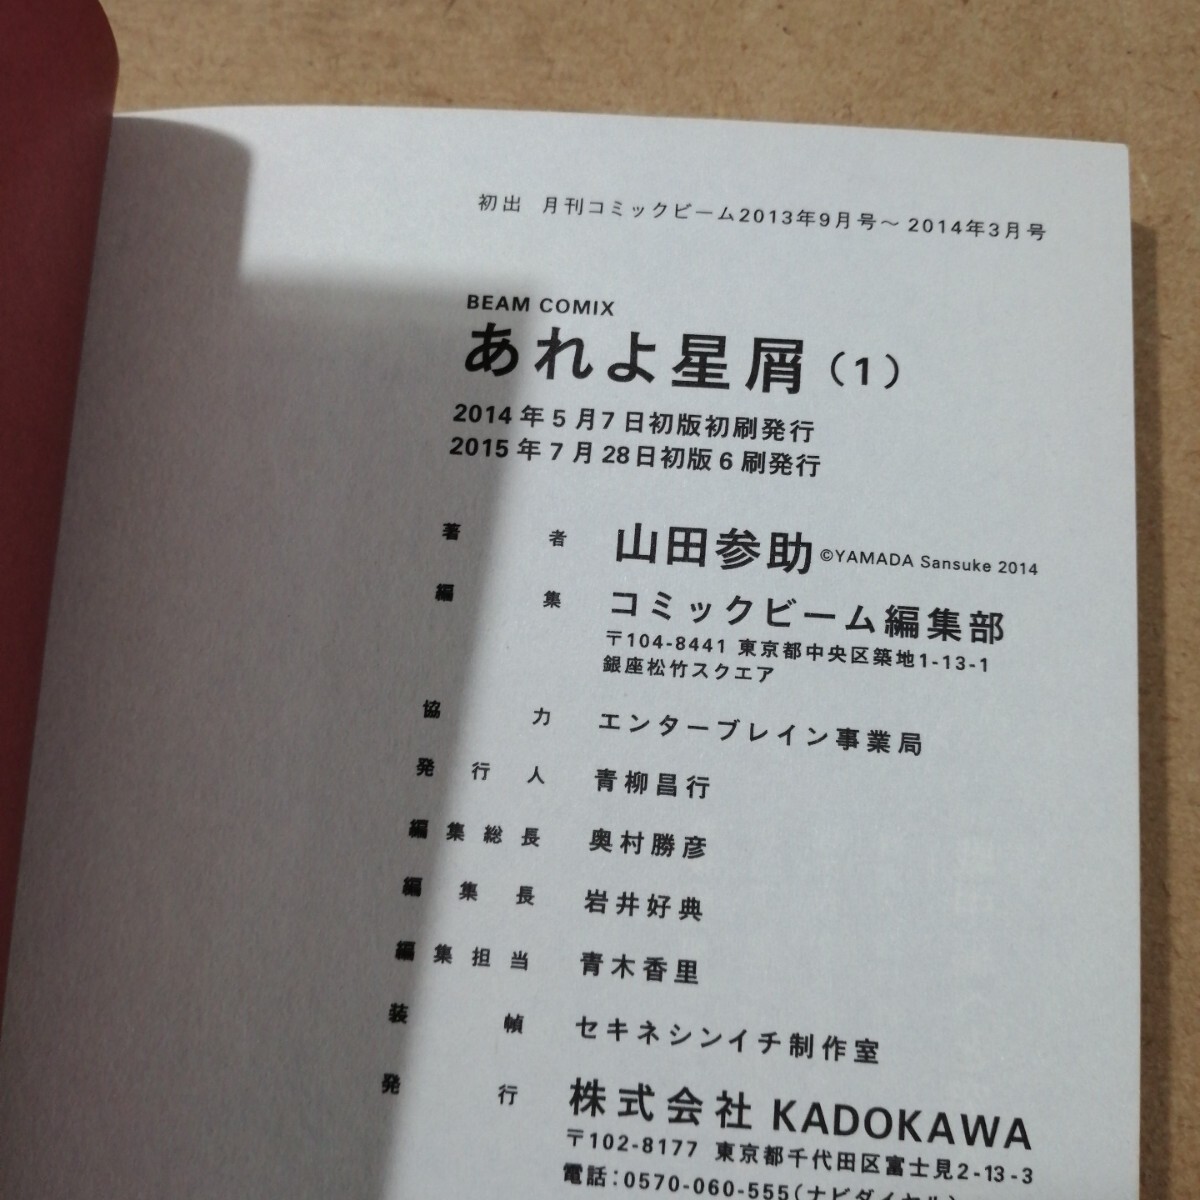 初出 月刊コミックビーム2013年9月号～2014年3月号
BEAM COMIX
あれよ星屑（1）
2014年5月7日初版初刷発行
2015年7月28日初版6刷発行
著者 山田参助 ©YAMADA Sansuke 2014
編集 コミックビーム編集部
〒104-8441 東京都中央区築地1-13-1
銀座松竹スクエア
協力 エンターブレイン事業局
発行人 青柳昌行
編集総長 奥村勝彦
編集長 岩井好典
編集担当 青木香里
装幀 セキネシンイチ制作室
発行 株式会社 KADOKAWA
〒102-8177 東京都千代田区富士見2-13-3
電話：0570-060-555（ナビダイヤル）